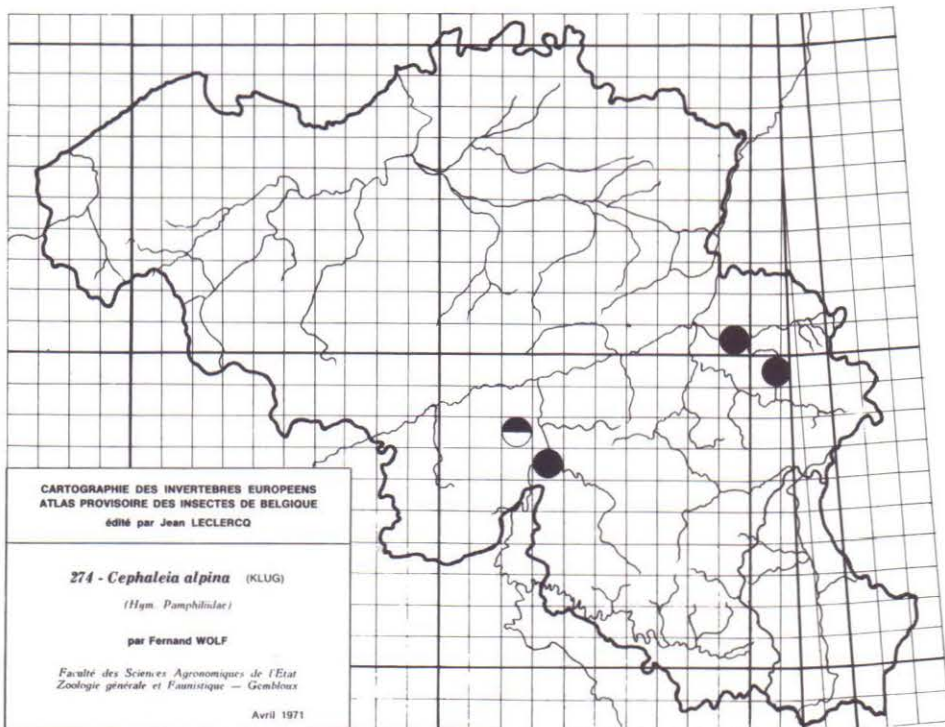 CARTOGRAPHIE DES INVERTEBRES EUROPEENS
ATLAS PROVISOIRE DES INSECTES DE BELGIQUE
édité par Jean LECLERCQ
274 - Cephaleia alpina (KLUG)
(Hym. Pamphiliidae)
par Fernand WOLF
Faculté des Sciences Agronomiques de l'Etat
Zoologie générale et Faunistique — Gembloux
Avril 1971